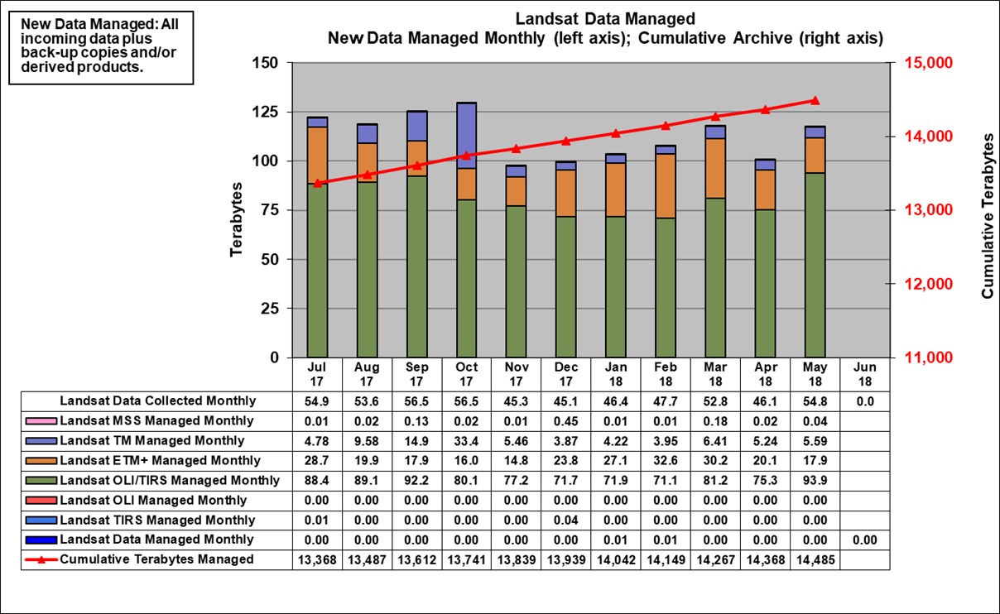 New Data Managed: All
incoming data plus
back-up copies and/or
derived products.
Landsat Data Managed
New Data Managed Monthly (left axis); Cumulative Archive (right axis)
150
125
100
75
50
25
0
Terabytes
15,000
14,000
13,000
12,000
11,000
Cumulative Terabytes
Jul Aug Sep Oct Nov Dec Jan Feb Mar Apr May Jun
17 17 17 17 17 17 18 18 18 18 18 18
Landsat Data Collected Monthly 54.9 53.6 56.5 56.5 45.3 45.1 46.4 47.7 52.8 46.1 54.8 0.0
Landsat MSS Managed Monthly 0.01 0.02 0.13 0.02 0.01 0.45 0.01 0.01 0.18 0.02 0.04
Landsat TM Managed Monthly 4.78 9.58 14.9 33.4 5.46 3.87 4.22 3.95 6.41 5.24 5.59
Landsat ETM+ Managed Monthly 28.7 19.9 17.9 16.0 14.8 23.8 27.1 32.6 30.2 20.1 17.9
Landsat OLI/TIRS Managed Monthly 88.4 89.1 92.2 80.1 77.2 71.7 71.9 71.1 81.2 75.3 93.9
Landsat OLI Managed Monthly 0.00 0.00 0.00 0.00 0.00 0.00 0.00 0.00 0.00 0.00 0.00
Landsat TIRS Managed Monthly 0.01 0.00 0.00 0.00 0.00 0.04 0.00 0.00 0.00 0.00 0.00
Landsat Data Managed Monthly 0.00 0.00 0.00 0.00 0.00 0.00 0.01 0.01 0.00 0.00 0.00 0.00
Cumulative Terabytes Managed 13,368 13,487 13,612 13,741 13,839 13,939 14,042 14,149 14,267 14,368 14,485